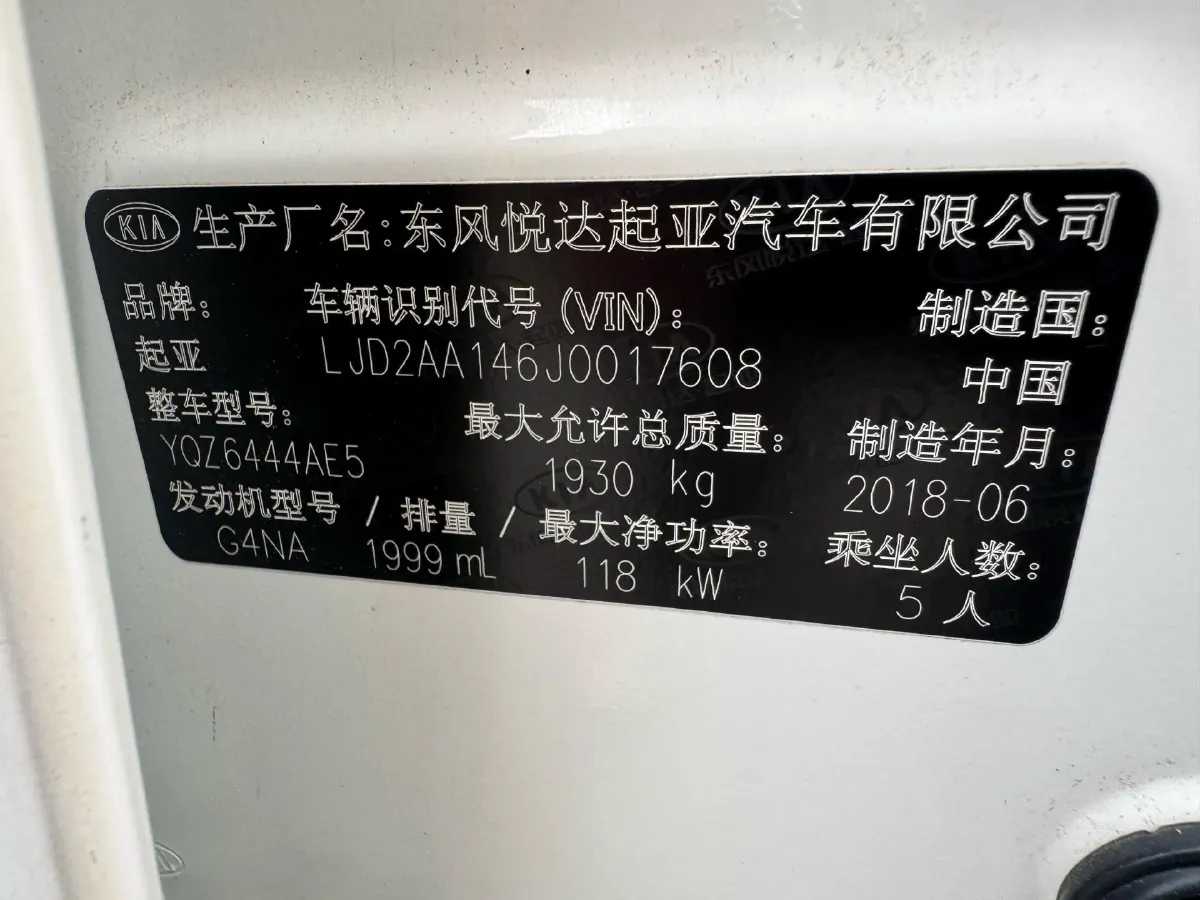 KIA 生产厂名:东风悦达起亚汽车有限公司
品牌: 车辆识别代号(VIN): 制造国:
起亚 LJD2AA146J0017608 中国
整车型号: 最大允许总质量: 制造年月:
YQZ6444AE5 1930 kg 2018-06
发动机型号 / 排量 / 最大净功率: 乘坐人数:
G4NA 1999 mL 118 kW 5 人